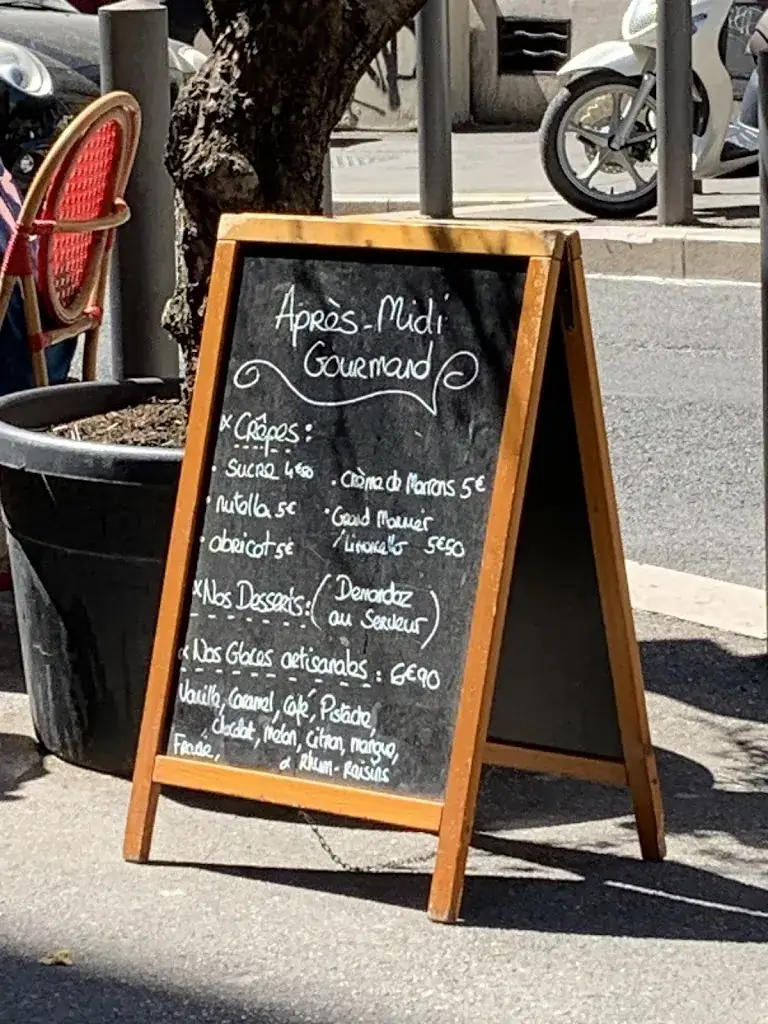 Après-Midi
Gourmand
× Crêpes :
• Sucre 4€50
• Crème de Marrons 5€
• nutella 5€
• Grand Marnier
/Limoncello 5€50
• abricot 5€
× Nos Desserts : ( Demandez
au Serveur )
× Nos Glaces artisanales : 6€90
Vanille, Caramel, Café, Pistache,
chocolat, melon, citron, mangue,
Fraise, & Rhum-raisins